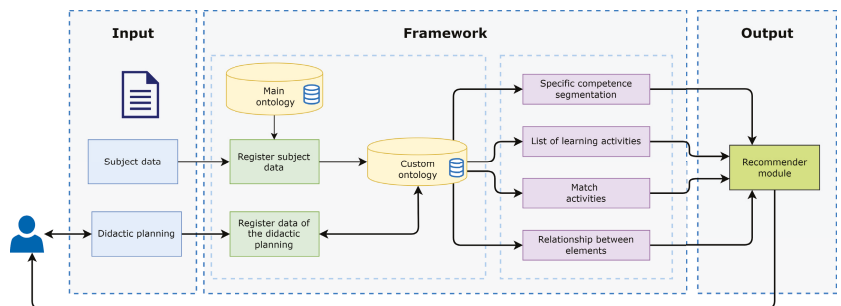 Input
Framework
Output
Main
ontology
Specific competence
segmentation
Subject data
Register subject
data
Custom
ontology
List of learning activities
Recommender
module
Match
activities
Didactic planning
Register data of
the didactic
planning
Relationship between
elements